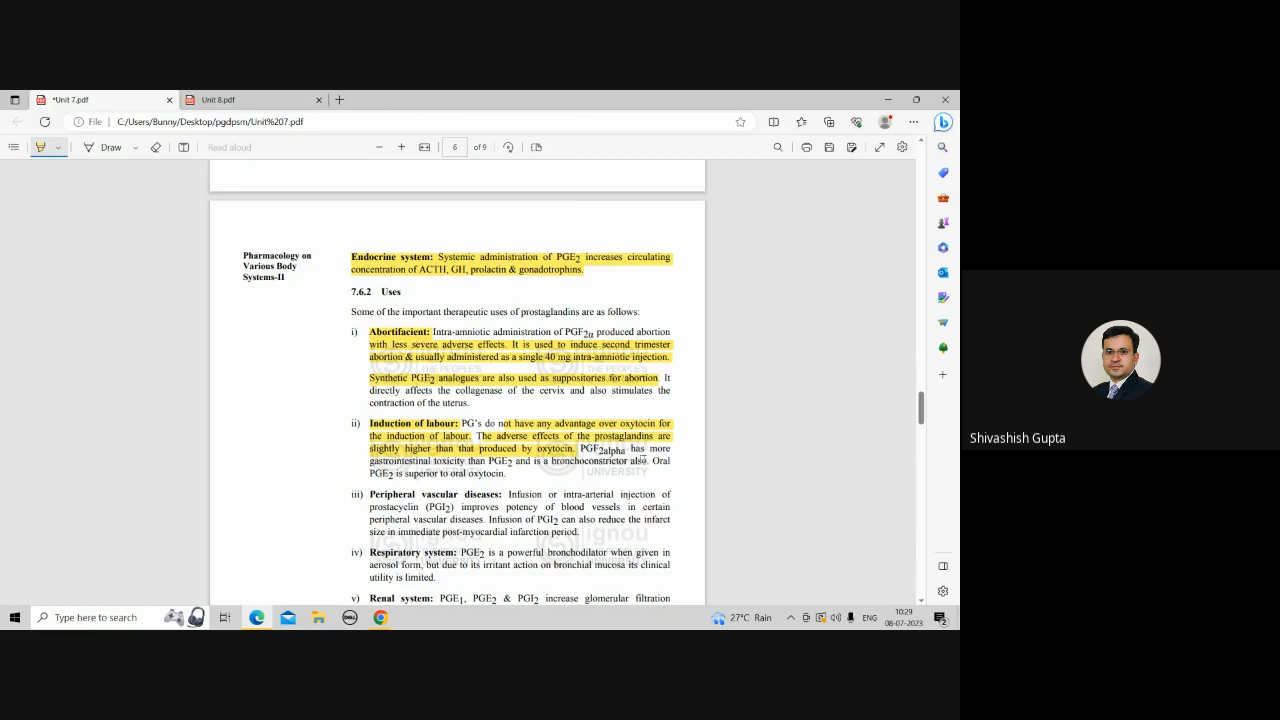 *Unit 7.pdf
Unit 8.pdf
File C:/Users/Bunny/Desktop/pgdpsm/Unit%207.pdf
Draw Read aloud 6 of 9
Pharmacology on
Various Body
Systems-II
Endocrine system: Systemic administration of PGE2 increases circulating
concentration of ACTH, GH, prolactin & gonadotrophins.
7.6.2 Uses
Some of the important therapeutic uses of prostaglandins are as follows:
i) Abortifacient: Intra-amniotic administration of PGF2α produced abortion
with less severe adverse effects. It is used to induce second trimester
abortion & usually administered as a single 40 mg intra-amniotic injection.
Synthetic PGE2 analogues are also used as suppositories for abortion. It
directly affects the collagenase of the cervix and also stimulates the
contraction of the uterus.
ii) Induction of labour: PG's do not have any advantage over oxytocin for
the induction of labour. The adverse effects of the prostaglandins are
slightly higher than that produced by oxytocin. PGF2alpha has more
gastrointestinal toxicity than PGE2 and is a bronchoconstrictor also. Oral
PGE2 is superior to oral oxytocin.
iii) Peripheral vascular diseases: Infusion or intra-arterial injection of
prostacyclin (PGI2) improves potency of blood vessels in certain
peripheral vascular diseases. Infusion of PGI2 can also reduce the infarct
size in immediate post-myocardial infarction period.
iv) Respiratory system: PGE2 is a powerful bronchodilator when given in
aerosol form, but due to its irritant action on bronchial mucosa its clinical
utility is limited.
v) Renal system: PGE1, PGE2 & PGI2 increase glomerular filtration
ignou
THE PEOPLE'S
UNIVERSITY
Type here to search
27°C Rain
ENG
10:29
08-07-2023
2
Shivashish Gupta